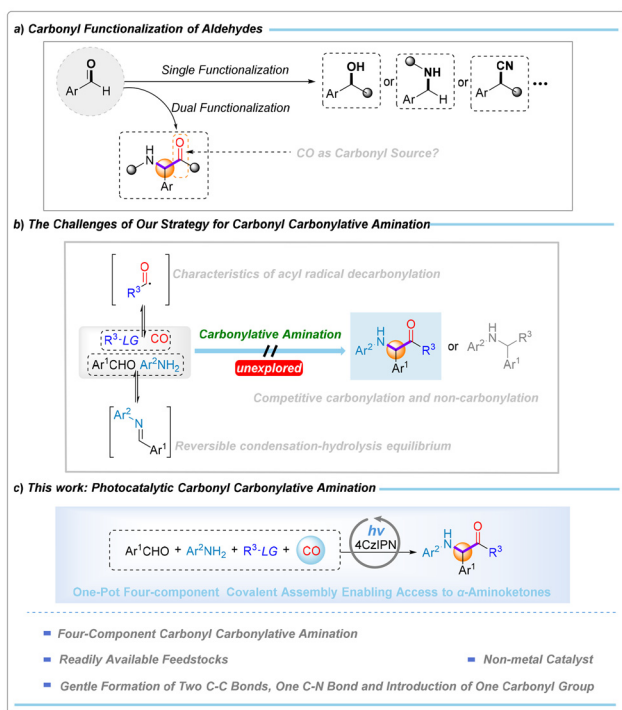 a) Carbonyl Functionalization of Aldehydes
O
Ar H
Single Functionalization
Dual Functionalization
OH
Ar
or
NH
Ar H
or
CN
Ar
...
H
N
O
Ar
CO as Carbonyl Source?
b) The Challenges of Our Strategy for Carbonyl Carbonylative Amination
O
R3 C
Characteristics of acyl radical decarbonylation
R3-LG CO
Ar1CHO Ar2NH2
Carbonylative Amination
unexplored
H
Ar2 N
O
R3
Ar1
or
H
Ar2 N
R3
Ar1
Competitive carbonylation and non-carbonylation
Ar2 N
Ar1
Reversible condensation-hydrolysis equilibrium
c) This work: Photocatalytic Carbonyl Carbonylative Amination
Ar1CHO + Ar2NH2 + R3-LG + CO
hv
4CzIPN
H
Ar2 N
O
R3
Ar1
One-Pot Four-component Covalent Assembly Enabling Access to α-Aminoketones
Four-Component Carbonyl Carbonylative Amination
Readily Available Feedstocks
Non-metal Catalyst
Gentle Formation of Two C-C Bonds, One C-N Bond and Introduction of One Carbonyl Group